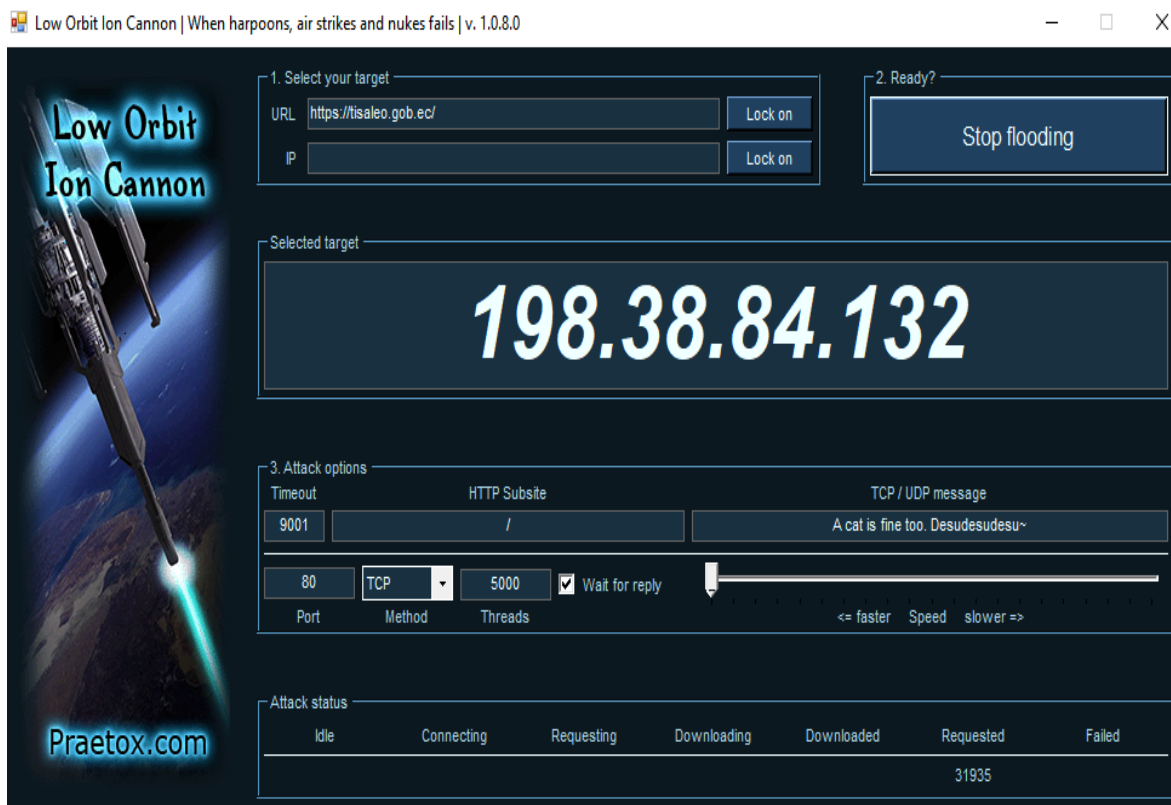 Low Orbit Ion Cannon | When harpoons, air strikes and nukes fails | v. 1.0.8.0
Low Orbit
Ion Cannon
1. Select your target
URL https://tisaleo.gob.ec/ Lock on
IP Lock on
2. Ready?
Stop flooding
Selected target
198.38.84.132
3. Attack options
Timeout HTTP Subsite TCP / UDP message
9001 / A cat is fine too. Desudesudesu~
80 TCP 5000 Wait for reply
Port Method Threads <= faster Speed slower =>
Attack status
Idle Connecting Requesting Downloading Downloaded Requested Failed
31935
Praetox.com